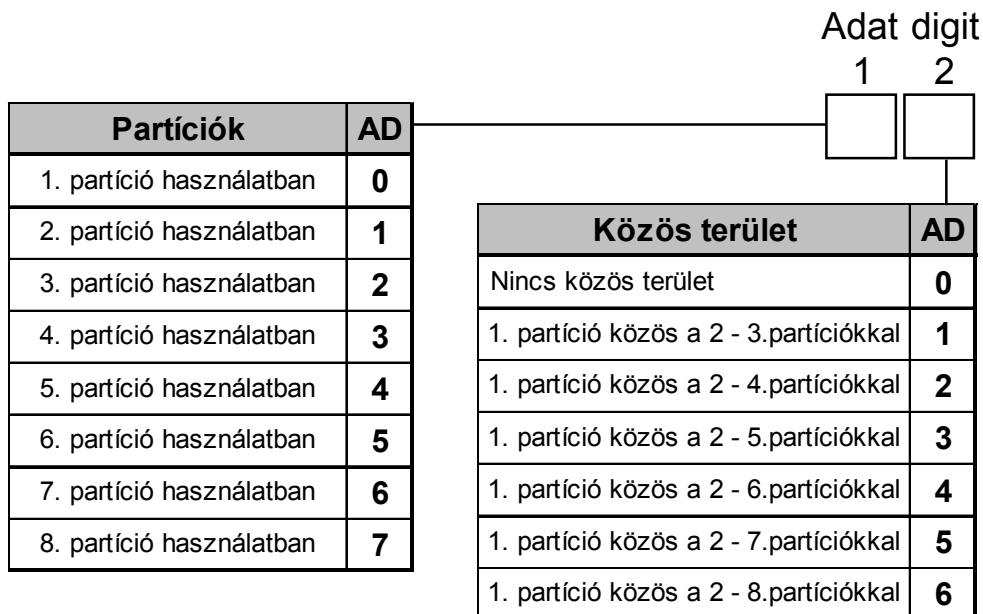 Adat digit
1 2
Partíciók AD
1. partíció használatban 0
2. partíció használatban 1
3. partíció használatban 2
4. partíció használatban 3
5. partíció használatban 4
6. partíció használatban 5
7. partíció használatban 6
8. partíció használatban 7
Közös terület AD
Nincs közös terület 0
1. partíció közös a 2 - 3.partíciókkal 1
1. partíció közös a 2 - 4.partíciókkal 2
1. partíció közös a 2 - 5.partíciókkal 3
1. partíció közös a 2 - 6.partíciókkal 4
1. partíció közös a 2 - 7.partíciókkal 5
1. partíció közös a 2 - 8.partíciókkal 6